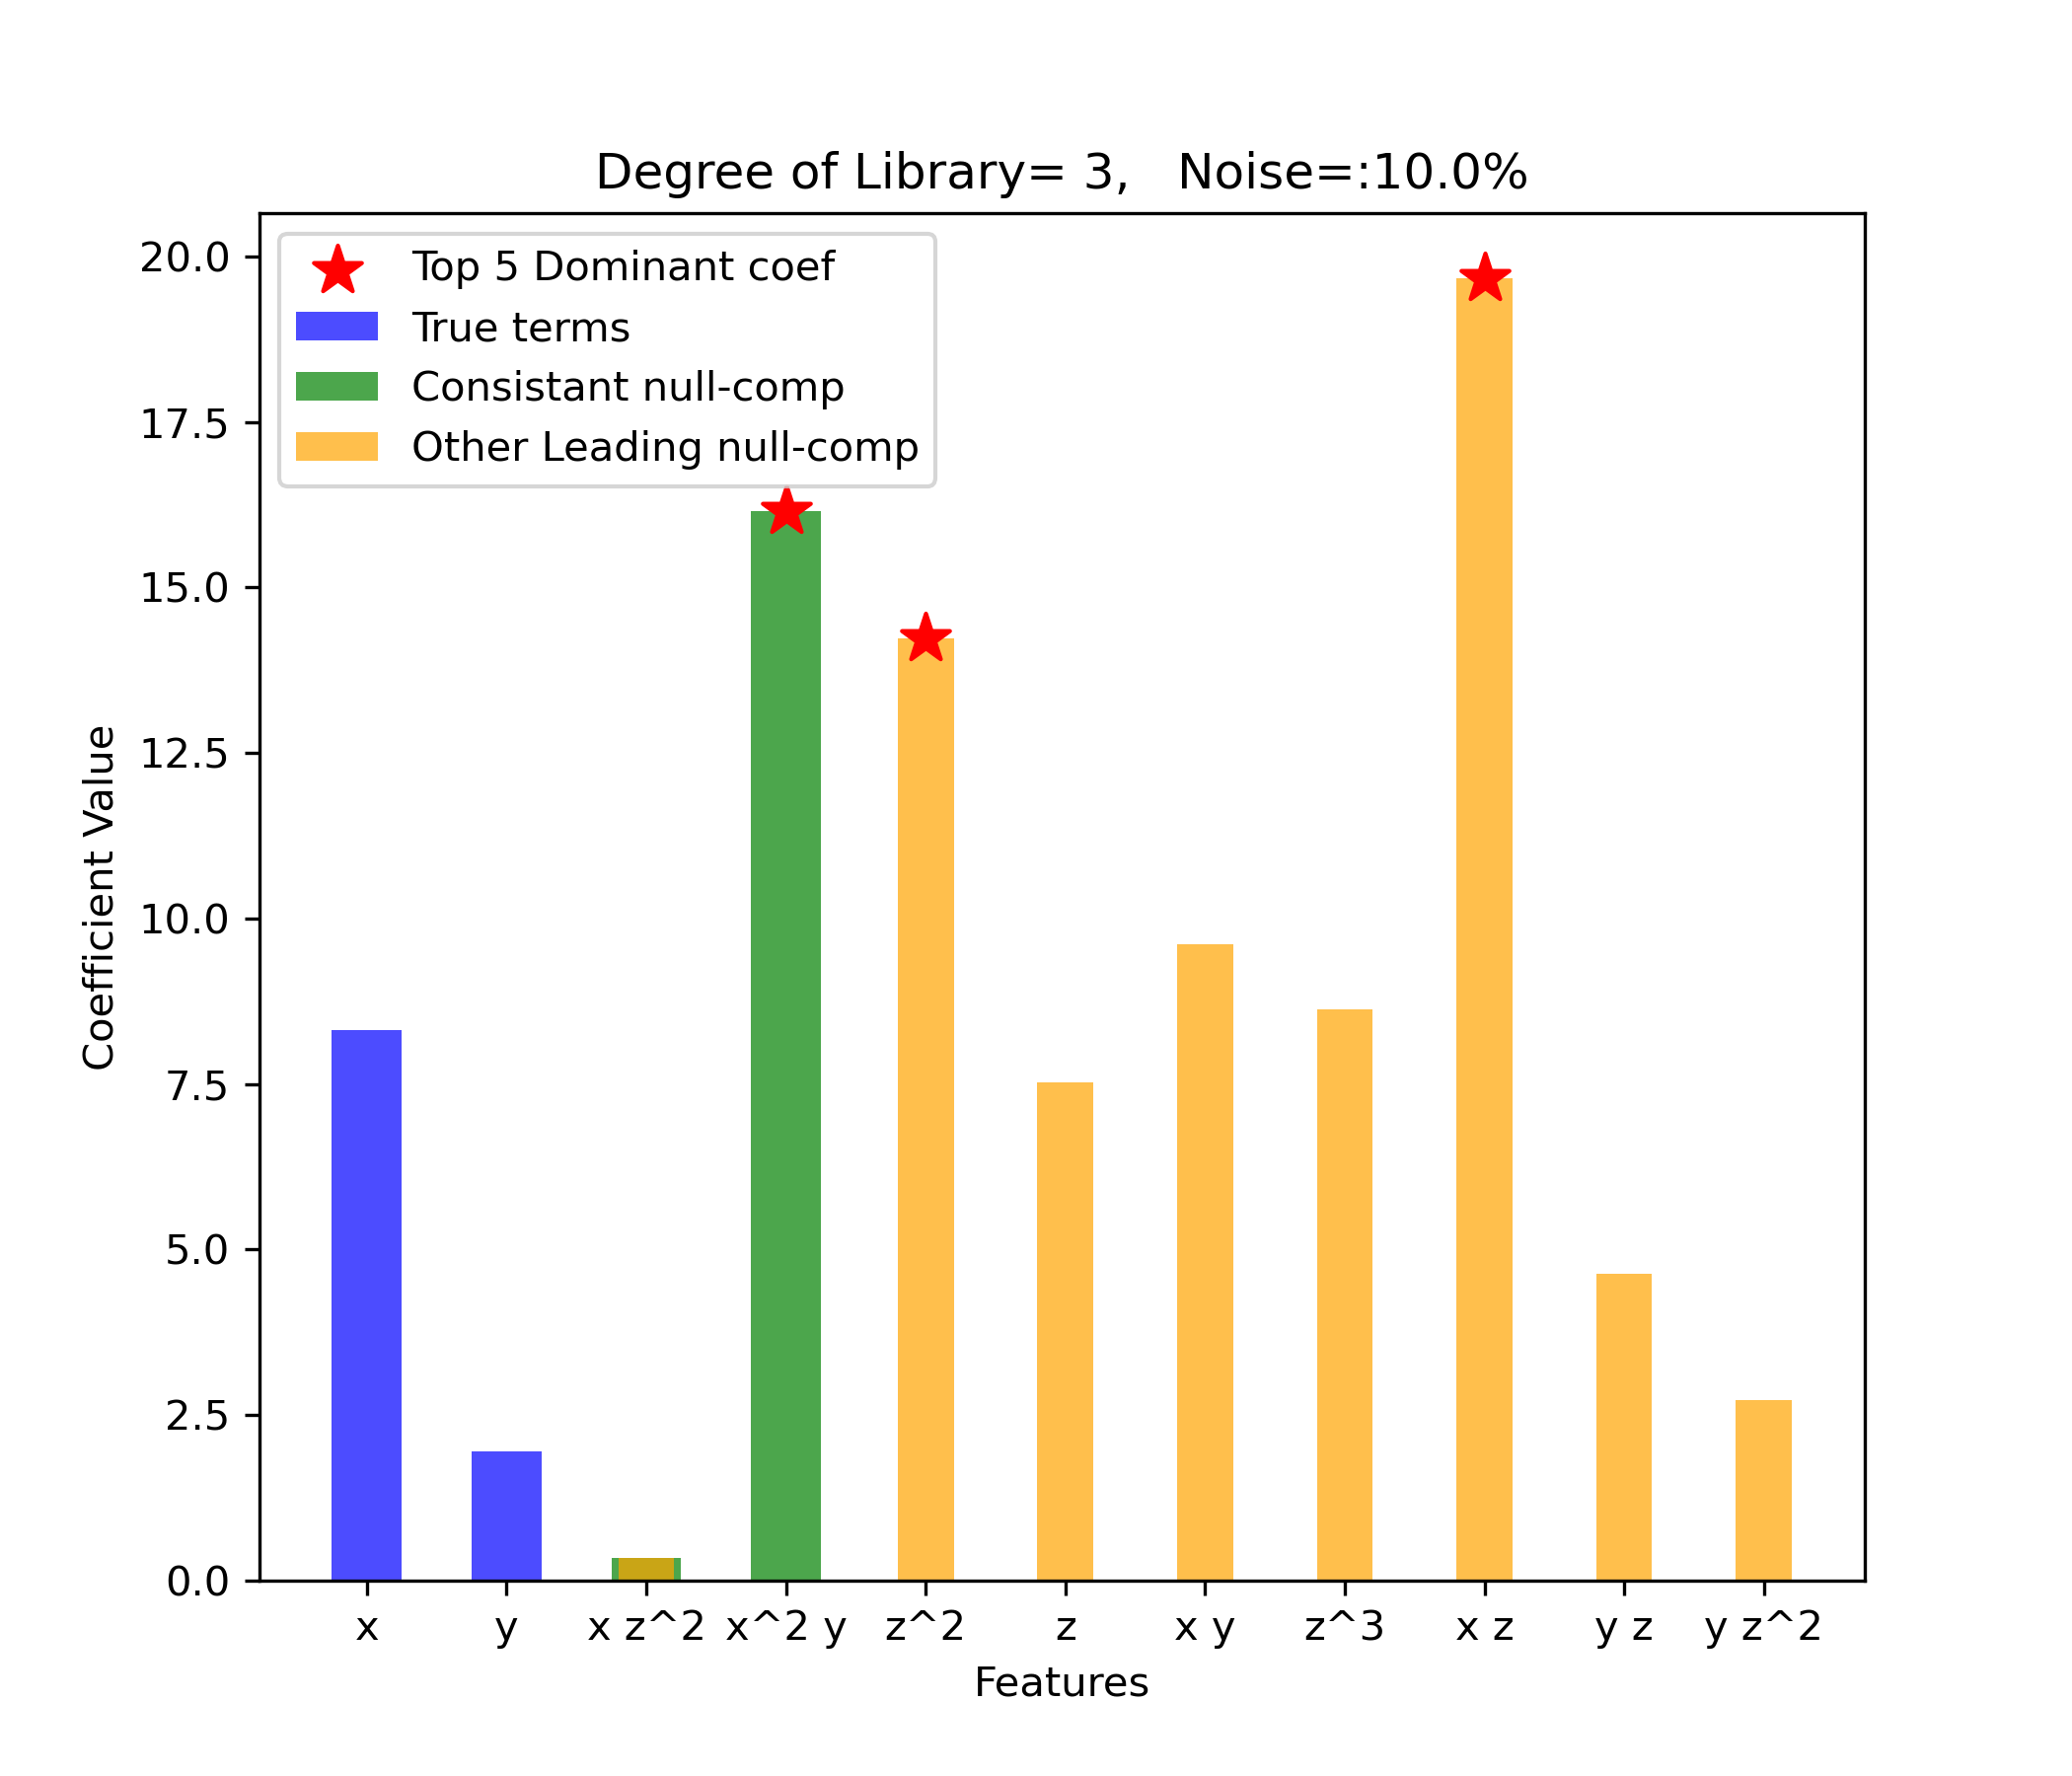 Degree of Library= 3,   Noise=:10.0%
Top 5 Dominant coef
True terms
Consistant null-comp
Other Leading null-comp
Coefficient Value
20.0
17.5
15.0
12.5
10.0
7.5
5.0
2.5
0.0
x y x z^2 x^2 y z^2 z x y z^3 x z y z y z^2
Features